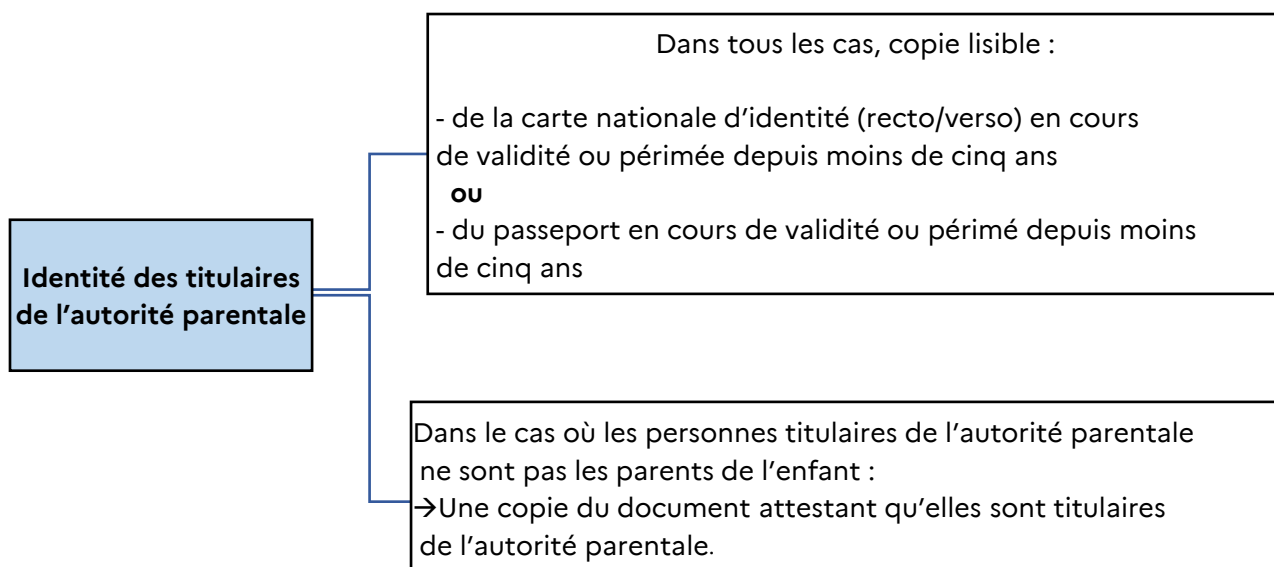 Dans tous les cas, copie lisible :
- de la carte nationale d’identité (recto/verso) en cours
de validité ou périmée depuis moins de cinq ans
ou
- du passeport en cours de validité ou périmé depuis moins
de cinq ans
Identité des titulaires
de l’autorité parentale
Dans le cas où les personnes titulaires de l’autorité parentale
ne sont pas les parents de l’enfant :
→Une copie du document attestant qu’elles sont titulaires
de l’autorité parentale.